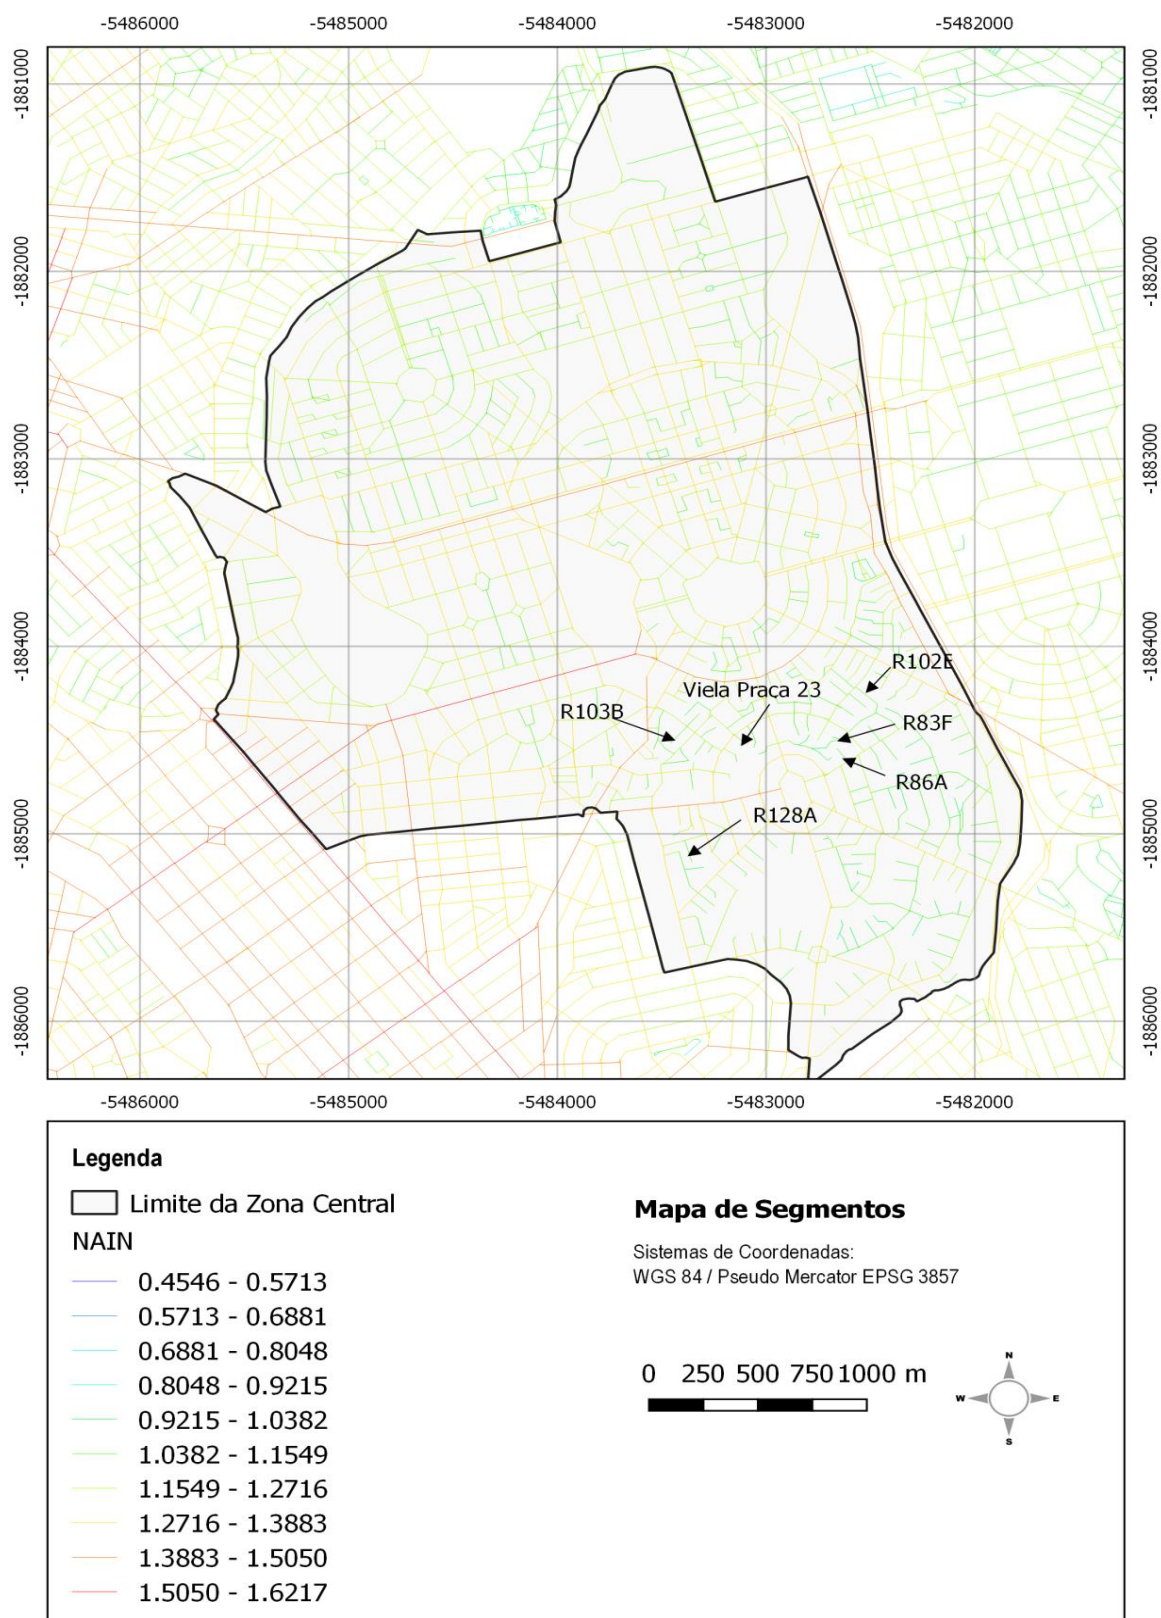 -5486000 -5485000 -5484000 -5483000 -5482000
-1881000 -1881000
-1882000 -1882000
-1883000 -1883000
-1884000 -1884000
R102E
Viela Praça 23
R103B
R83F
R86A
R128A
-1885000 -1885000
-1886000 -1886000
-5486000 -5485000 -5484000 -5483000 -5482000
Legenda
Limite da Zona Central
NAIN
0.4546 - 0.5713
0.5713 - 0.6881
0.6881 - 0.8048
0.8048 - 0.9215
0.9215 - 1.0382
1.0382 - 1.1549
1.1549 - 1.2716
1.2716 - 1.3883
1.3883 - 1.5050
1.5050 - 1.6217
Mapa de Segmentos
Sistemas de Coordenadas:
WGS 84 / Pseudo Mercator EPSG 3857
0 250 500 750 1000 m
N
W E
S